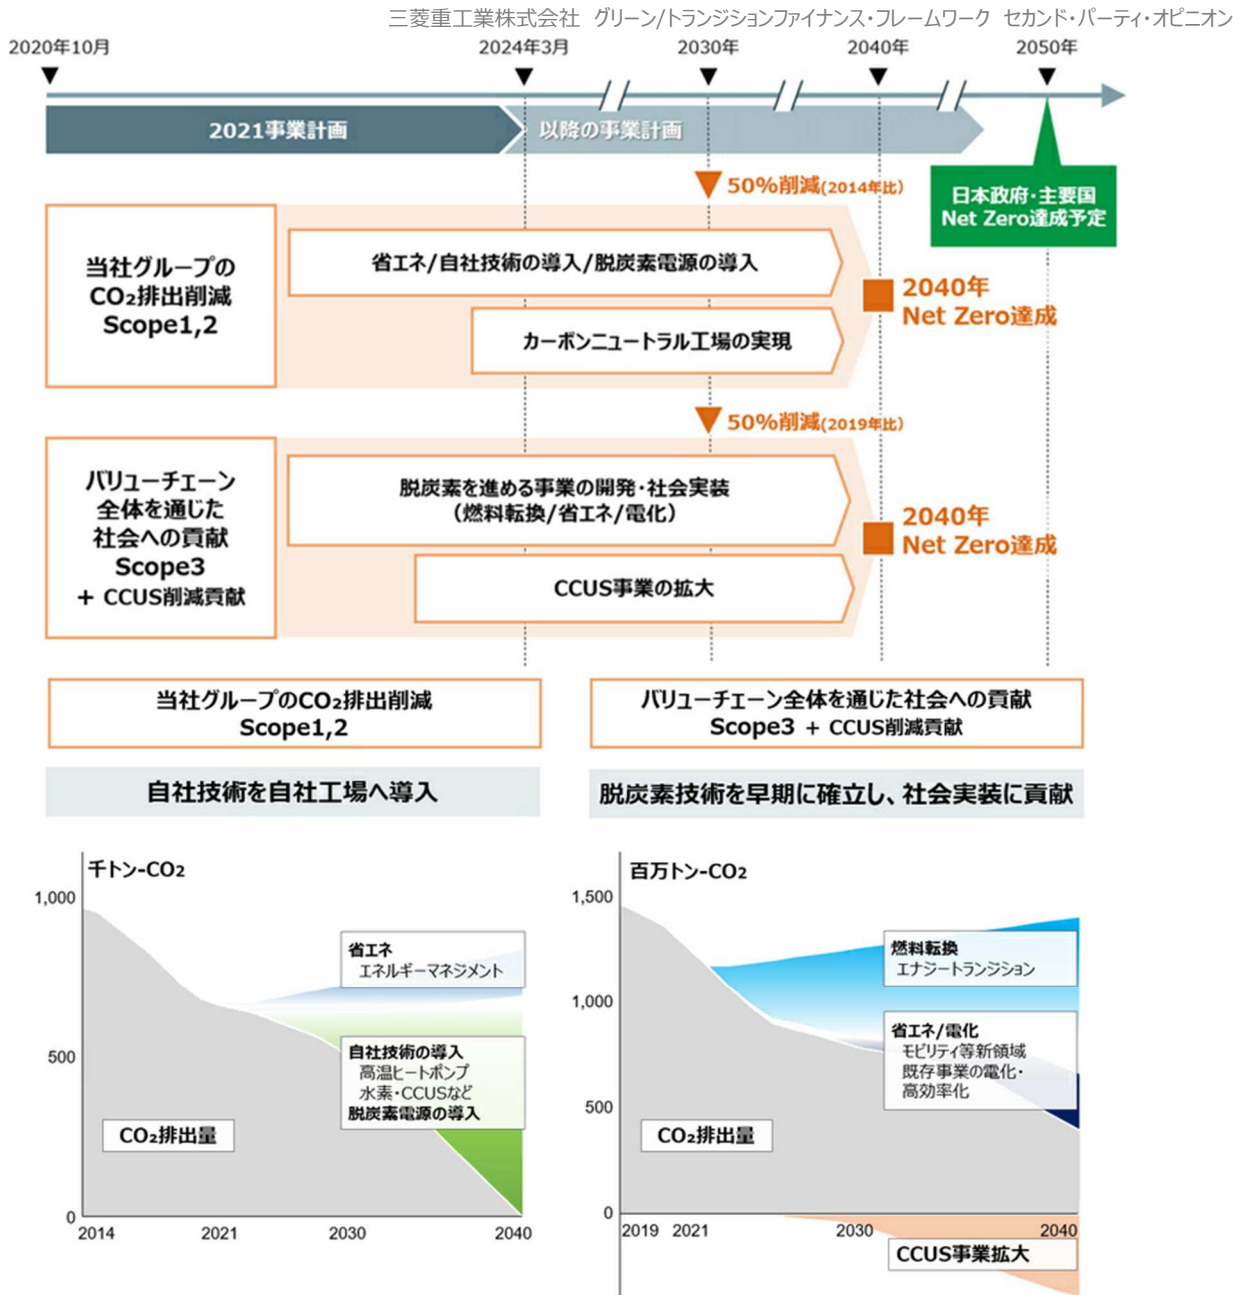 三菱重工業株式会社 グリーン/トランジションファイナンス・フレームワーク セカンド・パーティ・オピニオン
2020年10月 2024年3月 2030年 2040年 2050年
2021事業計画 以降の事業計画
50%削減(2014年比)
日本政府・主要国
Net Zero達成予定
当社グループの
CO₂排出削減
Scope1,2
省エネ/自社技術の導入/脱炭素電源の導入
カーボンニュートラル工場の実現
2040年
Net Zero達成
50%削減(2019年比)
バリューチェーン
全体を通じた
社会への貢献
Scope3
+ CCUS削減貢献
脱炭素を進める事業の開発・社会実装
(燃料転換/省エネ/電化)
CCUS事業の拡大
2040年
Net Zero達成
当社グループのCO₂排出削減
Scope1,2
バリューチェーン全体を通じた社会への貢献
Scope3 + CCUS削減貢献
自社技術を自社工場へ導入
脱炭素技術を早期に確立し、社会実装に貢献
千トン-CO₂
1,000
500
0
省エネ
エネルギーマネジメント
自社技術の導入
高温ヒートポンプ
水素・CCUSなど
脱炭素電源の導入
CO₂排出量
2014 2021 2030 2040
百万トン-CO₂
1,500
1,000
500
0
燃料転換
エナジートランジション
省エネ/電化
モビリティ等新領域
既存事業の電化・
高効率化
CO₂排出量
2019 2021 2030 2040
CCUS事業拡大